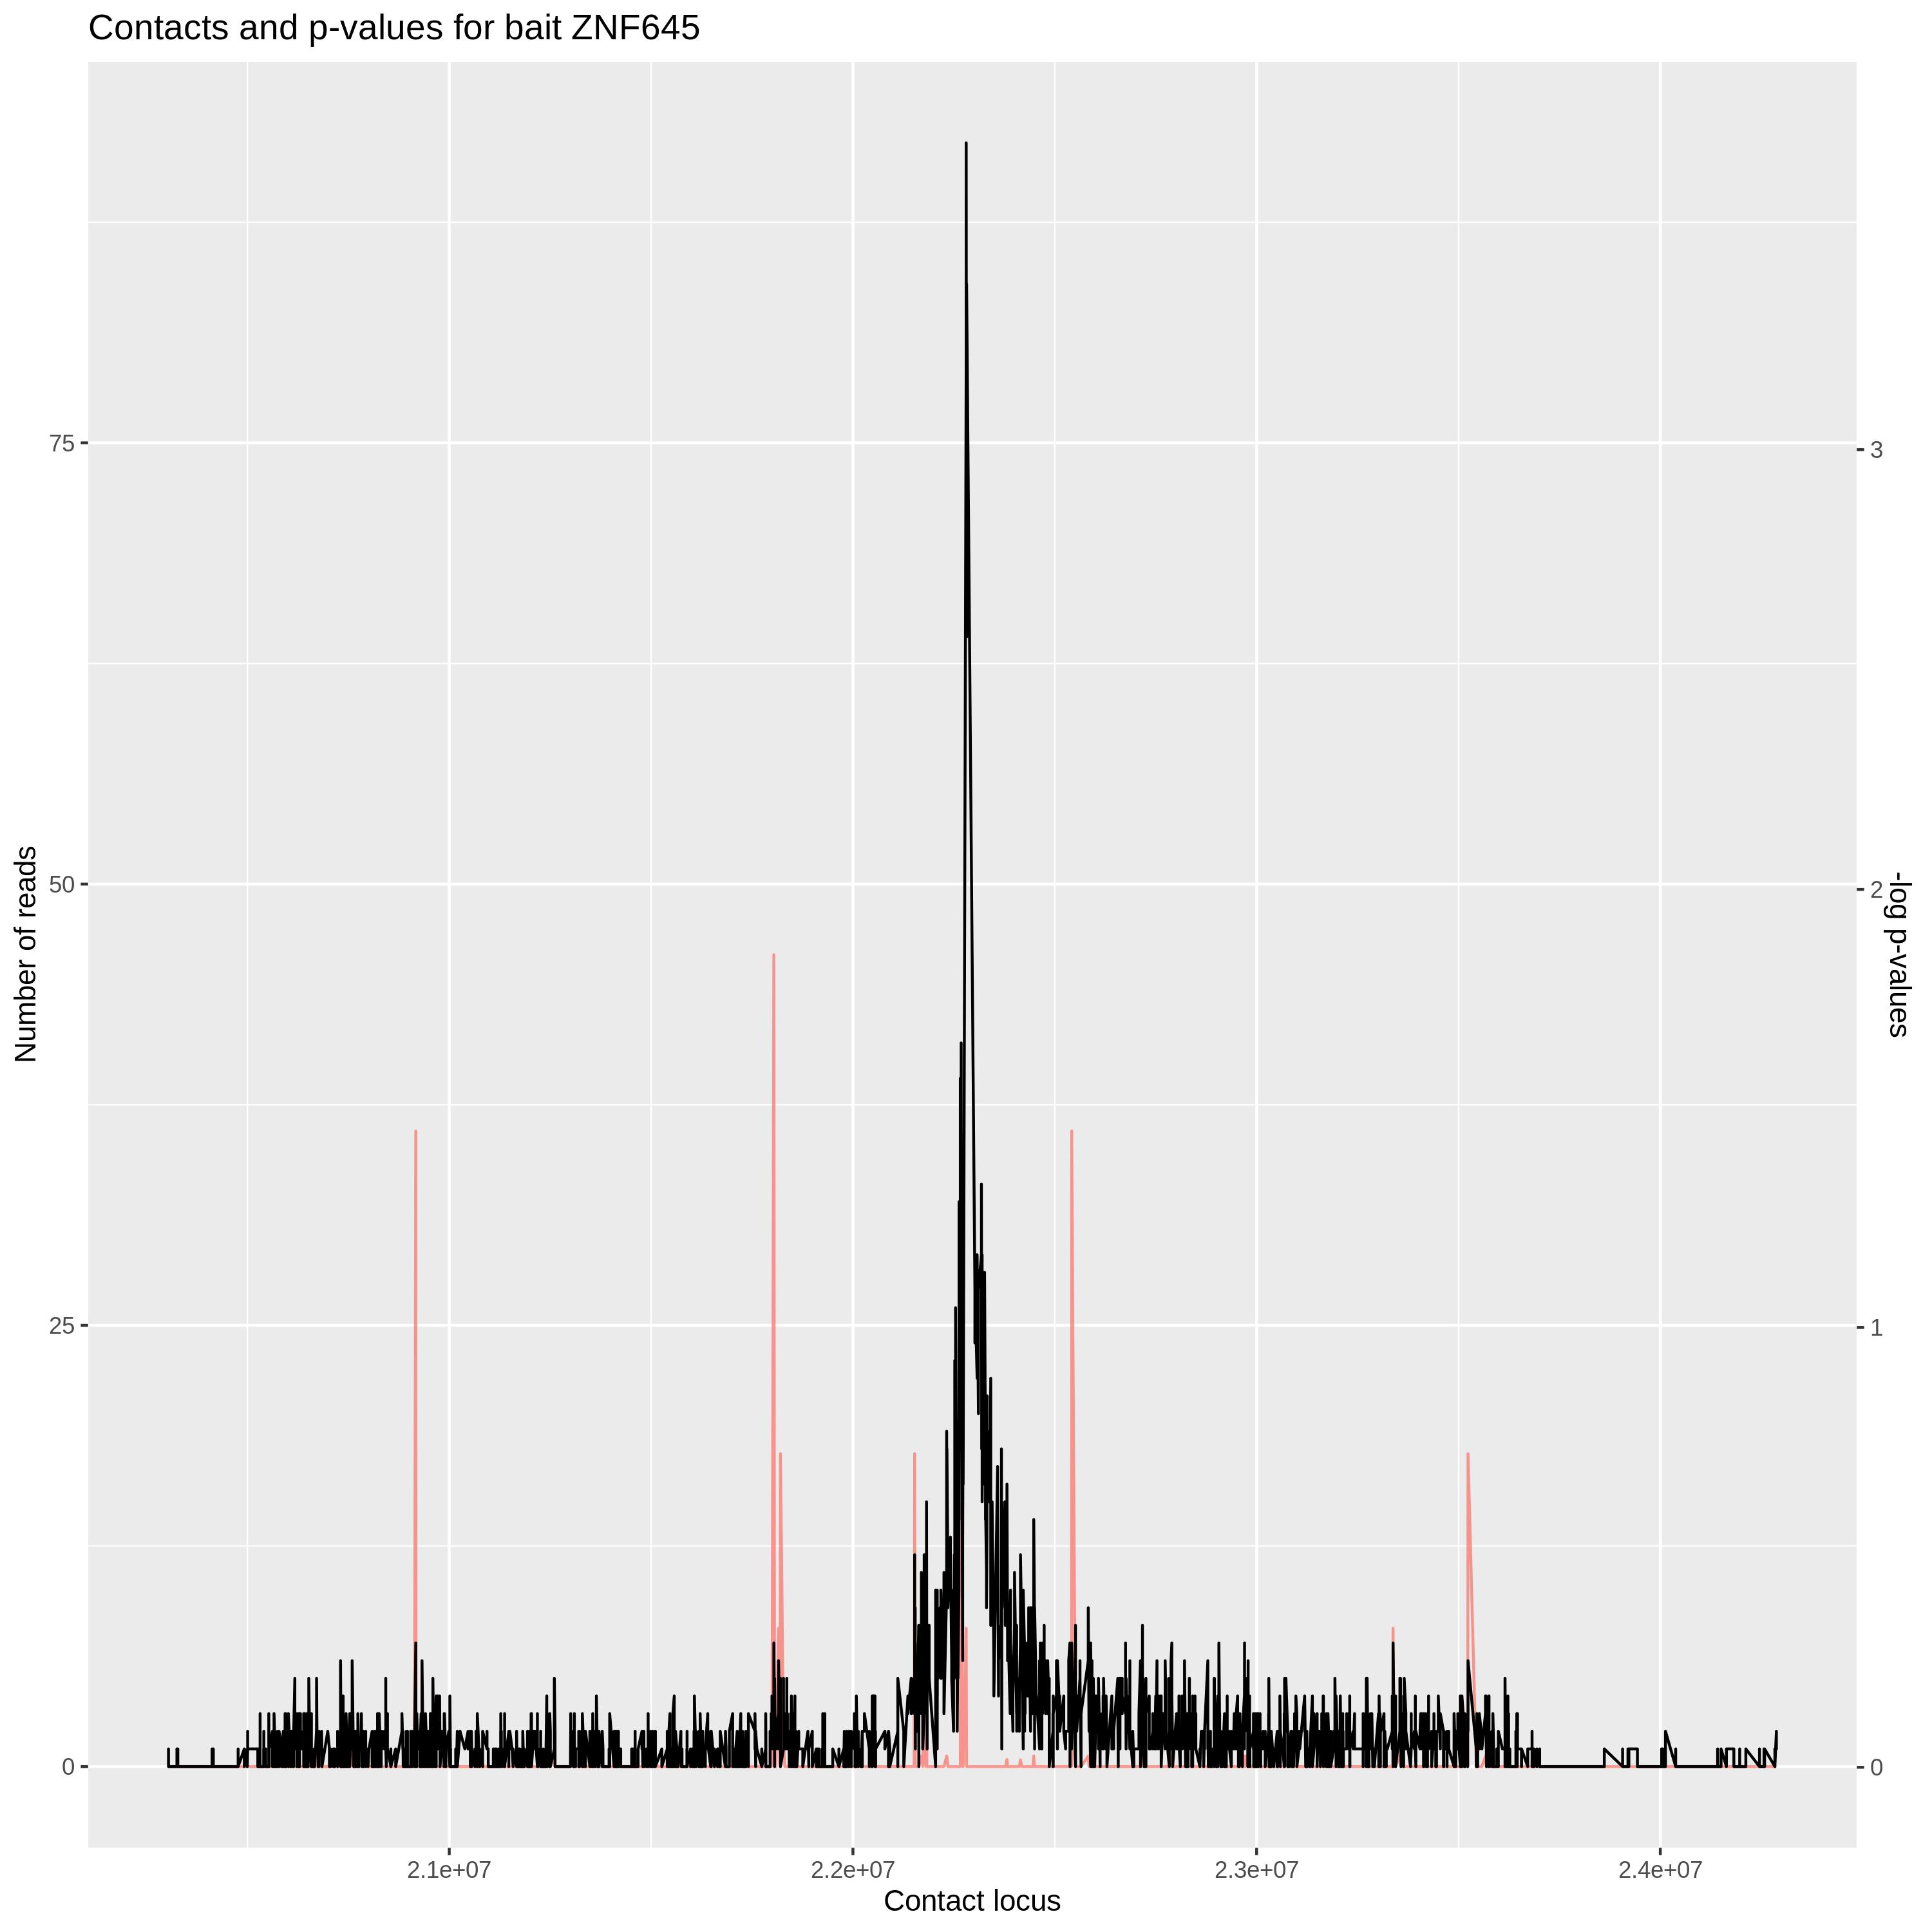 Contacts and p-values for bait ZNF645
75
50
25
0
Number of reads
3
2
1
0
-log p-values
2.1e+07 2.2e+07 2.3e+07 2.4e+07
Contact locus